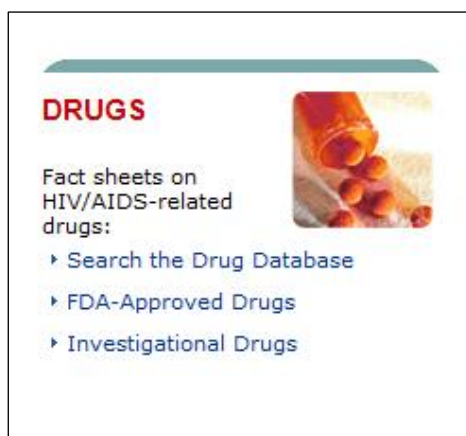 DRUGS
Fact sheets on
HIV/AIDS-related
drugs:
Search the Drug Database
FDA-Approved Drugs
Investigational Drugs